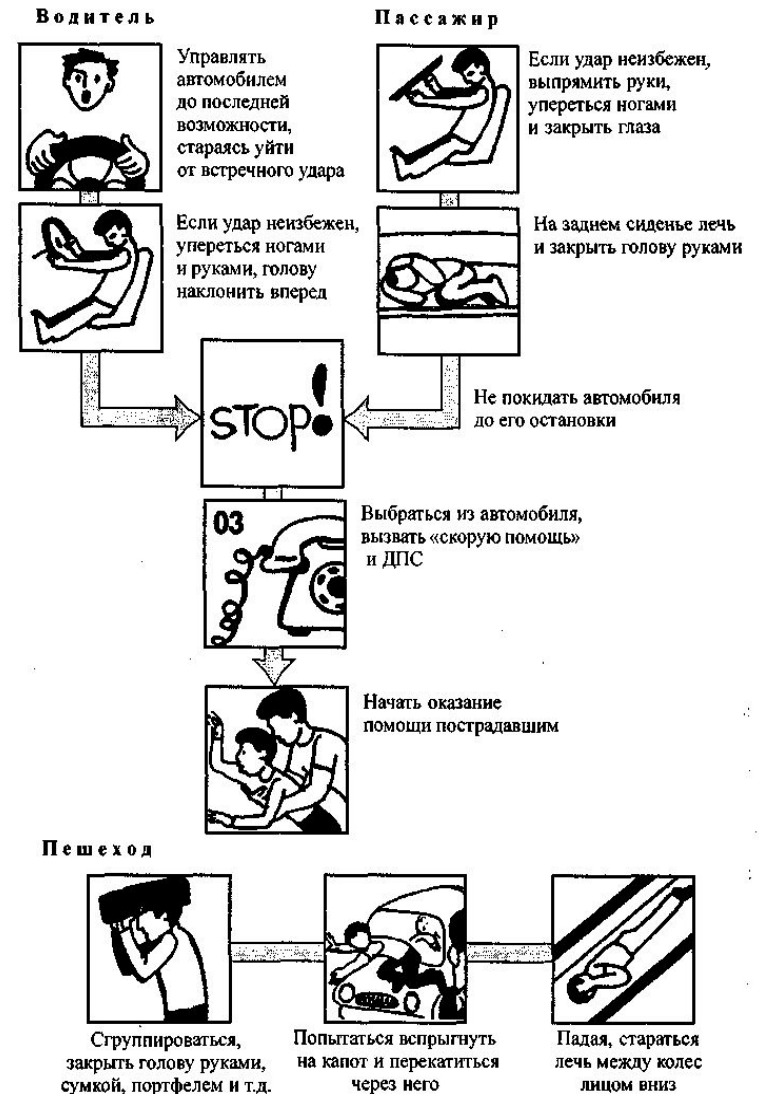 Водитель
Управлять
автомобилем
до последней
возможности,
стараясь уйти
от встречного удара
Если удар неизбежен,
упереться ногами
и руками, голову
наклонить вперед
Пассажир
Если удар неизбежен,
выпрямить руки,
упереться ногами
и закрыть глаза
На заднем сиденье лечь
и закрыть голову руками
STOP!
Не покидать автомобиля
до его остановки
03
Выбраться из автомобиля,
вызвать «скорую помощь»
и ДПС
Начать оказание
помощи пострадавшим
Пешеход
Сгруппироваться,
закрыть голову руками,
сумкой, портфелем и т.д.
Попытаться вспрыгнуть
на капот и перекатиться
через него
Падая, стараться
лечь между колес
лицом вниз